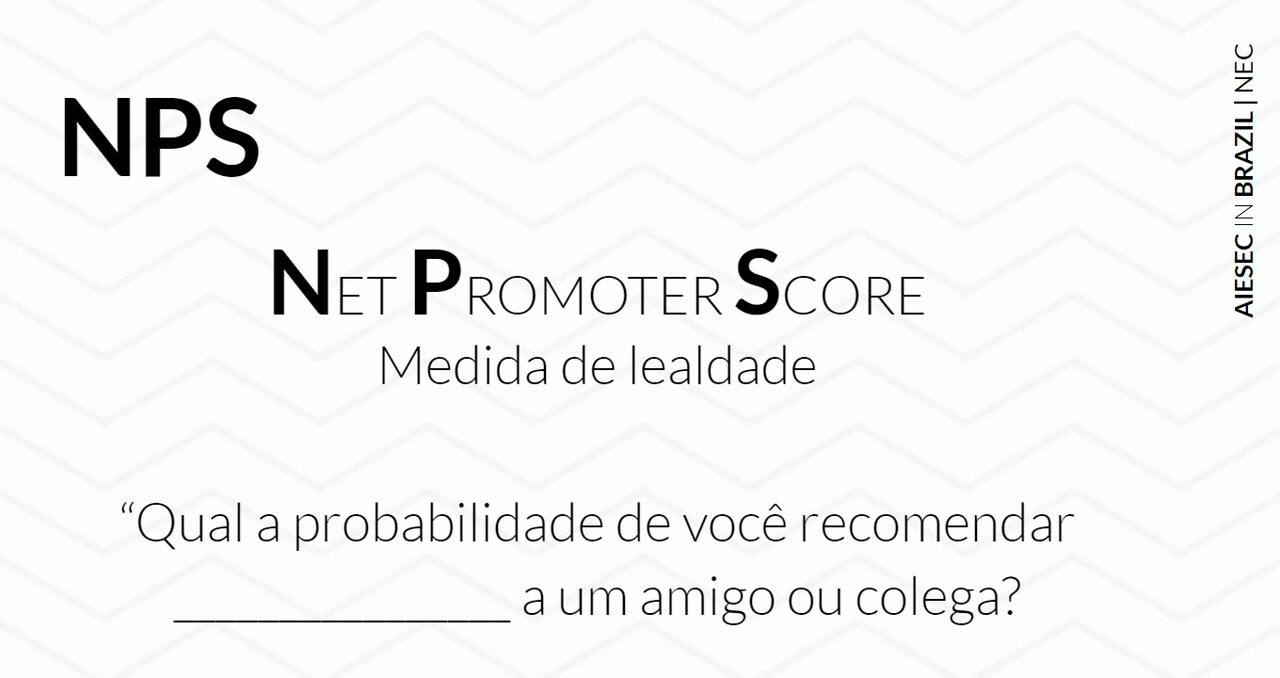 NPS
NET PROMOTER SCORE
Medida de lealdade
“Qual a probabilidade de você recomendar
________________ a um amigo ou colega?
AIESEC IN BRAZIL | NEC